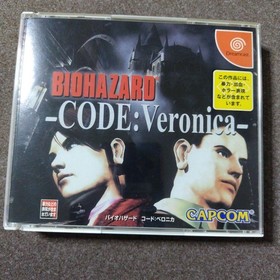 Dreamcast
この作品には、
暴力・出血・
ホラー表現
などが含まれて
います。
BIOHAZARD
-CODE:Veronica-
バイオハザード コード:ベロニカ
CAPCOM